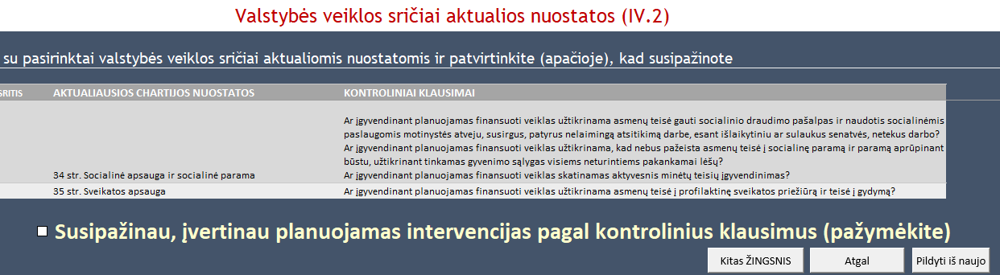 Valstybės veiklos sričiai aktualios nuostatos (IV.2)
su pasirinktai valstybės veiklos sričiai aktualiomis nuostatomis ir patvirtinkite (apačioje), kad susipažinote
SRITIS AKTUALIAUSIOS CHARTIJOS NUOSTATOS KONTROLINIAI KLAUSIMAI
Ar įgyvendinant planuojamas finansuoti veiklas užtikrinama asmenų teisė gauti socialinio draudimo pašalpas ir naudotis socialinėmis
paslaugomis motinystės atveju, susirgus, patyrus nelaimingą atsitikimą darbe, esant išlaikytiniu ar sulaukus senatvės, netekus darbo?
Ar įgyvendinant planuojamas finansuoti veiklas užtikrinama, kad nebus pažeista asmenų teisė į socialinę paramą ir paramą aprūpinant
būstu, užtikrinant tinkamas gyvenimo sąlygas visiems neturintiems pakankamai lėšų?
34 str. Socialinė apsauga ir socialinė parama Ar įgyvendinant planuojamas finansuoti veiklas skatinamas aktyvesnis minėtų teisių įgyvendinimas?
35 str. Sveikatos apsauga Ar įgyvendinant planuojamas finansuoti veiklas užtikrinama asmenų teisė į profilaktinę sveikatos priežiūrą ir teisė į gydymą?
Susipažinau, įvertinau planuojamas intervencijas pagal kontrolinius klausimus (pažymėkite)
Kitas ŽINGSNIS Atgal Pildyti iš naujo